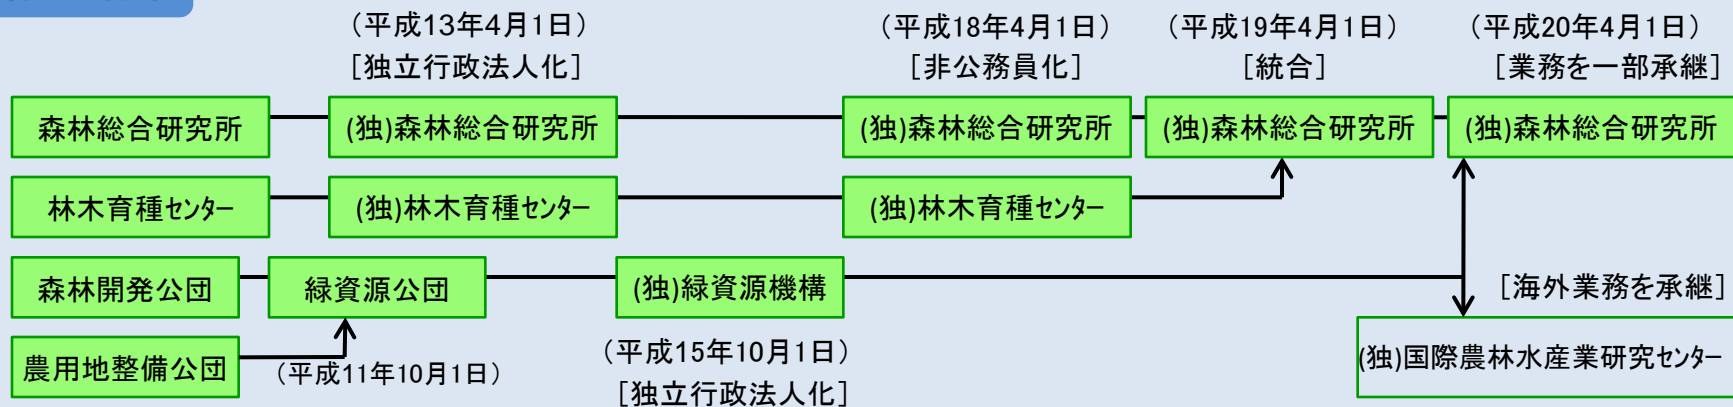 (平成13年4月1日)
(平成18年4月1日)
(平成19年4月1日)
(平成20年4月1日)
[独立行政法人化]
[非公務員化]
[統合]
[業務を一部承継]
森林総合研究所
(独)森林総合研究所
(独)森林総合研究所
(独)森林総合研究所
(独)森林総合研究所
林木育種センター
(独)林木育種センター
(独)林木育種センター
森林開発公団
緑資源公団
(独)緑資源機構
[海外業務を承継]
農用地整備公団
(平成11年10月1日)
(平成15年10月1日)
[独立行政法人化]
(独)国際農林水産業研究センター